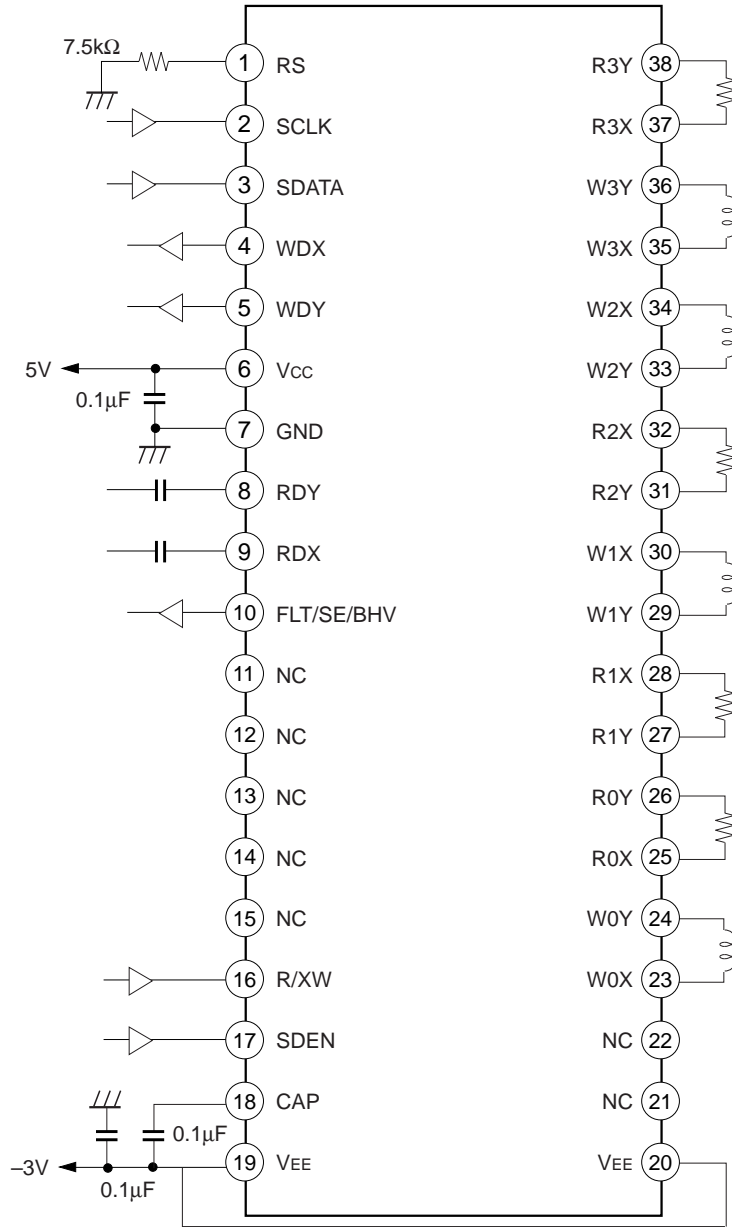 7.5kΩ 1 RS R3Y 38
2 SCLK R3X 37
3 SDATA W3Y 36
4 WDX W3X 35
5 WDY W2X 34
5V 6 VCC W2Y 33
0.1μF
7 GND R2X 32
8 RDY R2Y 31
9 RDX W1X 30
10 FLT/SE/BHV W1Y 29
11 NC R1X 28
12 NC R1Y 27
13 NC R0Y 26
14 NC R0X 25
15 NC W0Y 24
16 R/XW W0X 23
17 SDEN NC 22
18 CAP NC 21
0.1μF
–3V 19 VEE VEE 20
0.1μF